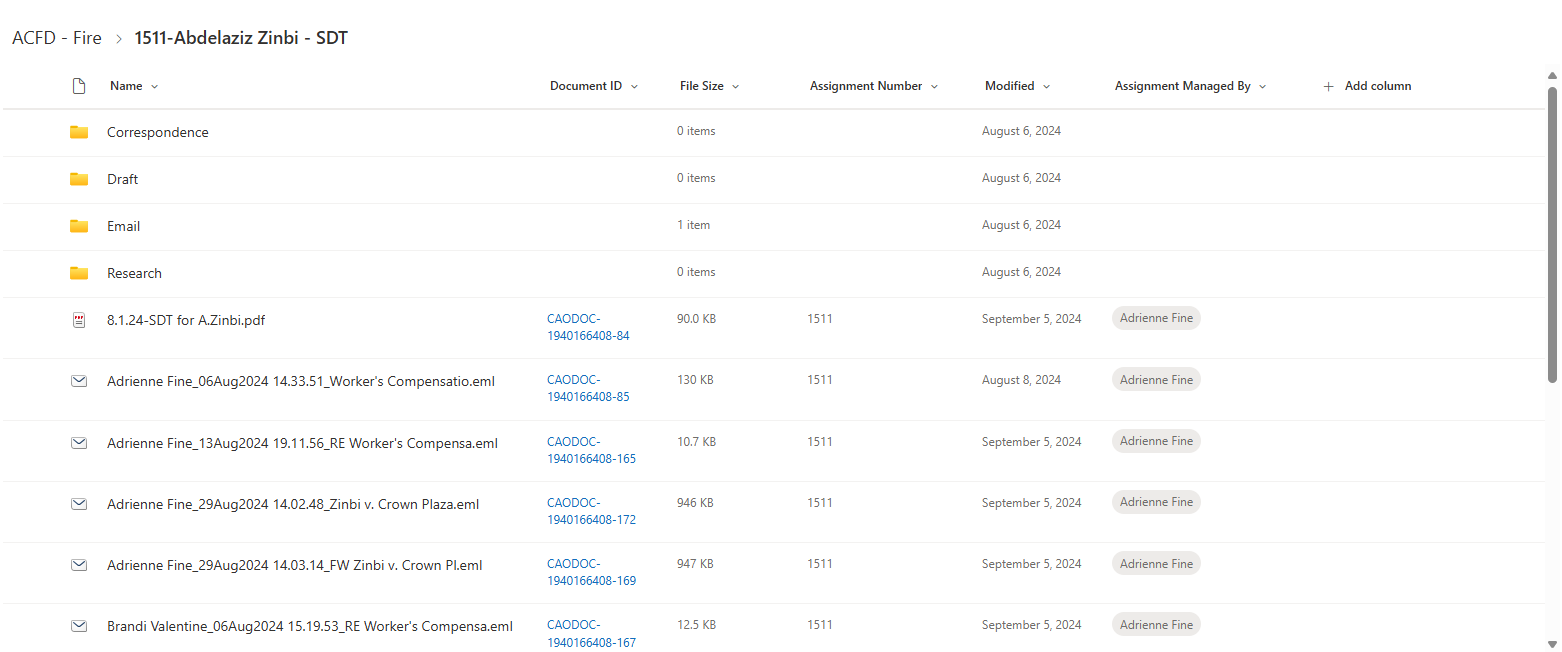 ACFD - Fire > 1511-Abdelaziz Zinbi - SDT
Name Document ID File Size Assignment Number Modified Assignment Managed By + Add column
Correspondence 0 items August 6, 2024
Draft 0 items August 6, 2024
Email 1 item August 6, 2024
Research 0 items August 6, 2024
8.1.24-SDT for A.Zinbi.pdf CAODOC- 90.0 KB 1511 September 5, 2024 Adrienne Fine
1940166408-84
Adrienne Fine_06Aug2024 14.33.51_Worker's Compensatio.eml CAODOC- 130 KB 1511 August 8, 2024 Adrienne Fine
1940166408-85
Adrienne Fine_13Aug2024 19.11.56_RE Worker's Compensa.eml CAODOC- 10.7 KB 1511 September 5, 2024 Adrienne Fine
1940166408-165
Adrienne Fine_29Aug2024 14.02.48_Zinbi v. Crown Plaza.eml CAODOC- 946 KB 1511 September 5, 2024 Adrienne Fine
1940166408-172
Adrienne Fine_29Aug2024 14.03.14_FW Zinbi v. Crown Pl.eml CAODOC- 947 KB 1511 September 5, 2024 Adrienne Fine
1940166408-169
Brandi Valentine_06Aug2024 15.19.53_RE Worker's Compensa.eml CAODOC- 12.5 KB 1511 September 5, 2024 Adrienne Fine
1940166408-167